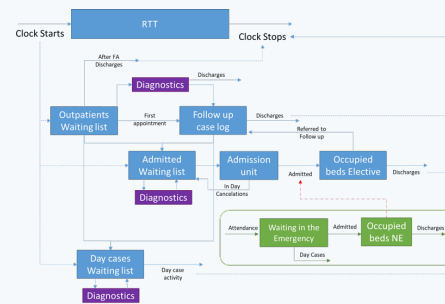 RTT
Clock Starts
Clock Stops
After FA
Discharges
Diagnostics
Discharges
Outpatients
Waiting list
First
appointment
Follow up
case log
Discharges
Referred to
Follow up
Admitted
Waiting list
Admission
unit
Occupied
beds Elective
Admitted
Discharges
In Day
Cancelations
Diagnostics
Attendance
Waiting in the
Emergency
Admitted
Occupied
beds NE
Discharges
Day Cases
Day cases
Waiting list
Day case
activity
Diagnostics